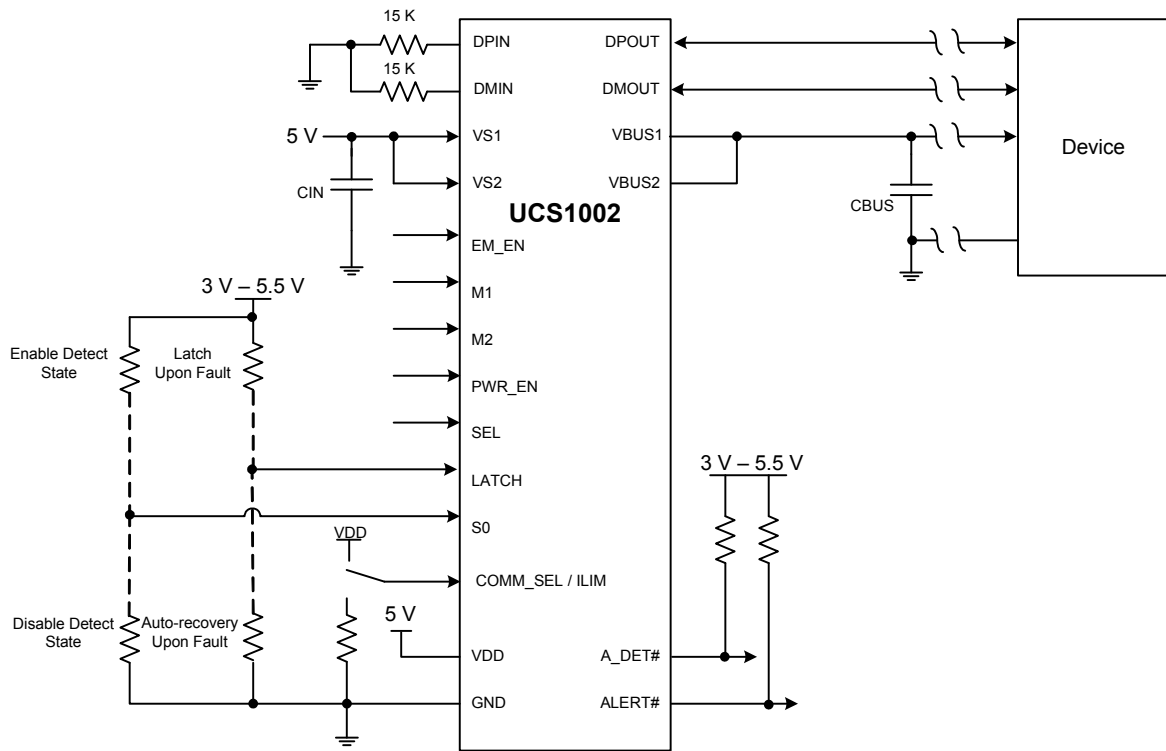 15 K
DPIN
DPOUT
15 K
DMIN
DMOUT
5 V
VS1
VBUS1
Device
CIN
VS2
VBUS2
CBUS
UCS1002
EM_EN
3 V – 5.5 V
M1
M2
Enable Detect
State
Latch
Upon Fault
PWR_EN
SEL
3 V – 5.5 V
LATCH
S0
VDD
COMM_SEL / ILIM
5 V
Disable Detect
State
Auto-recovery
Upon Fault
VDD
A_DET#
GND
ALERT#